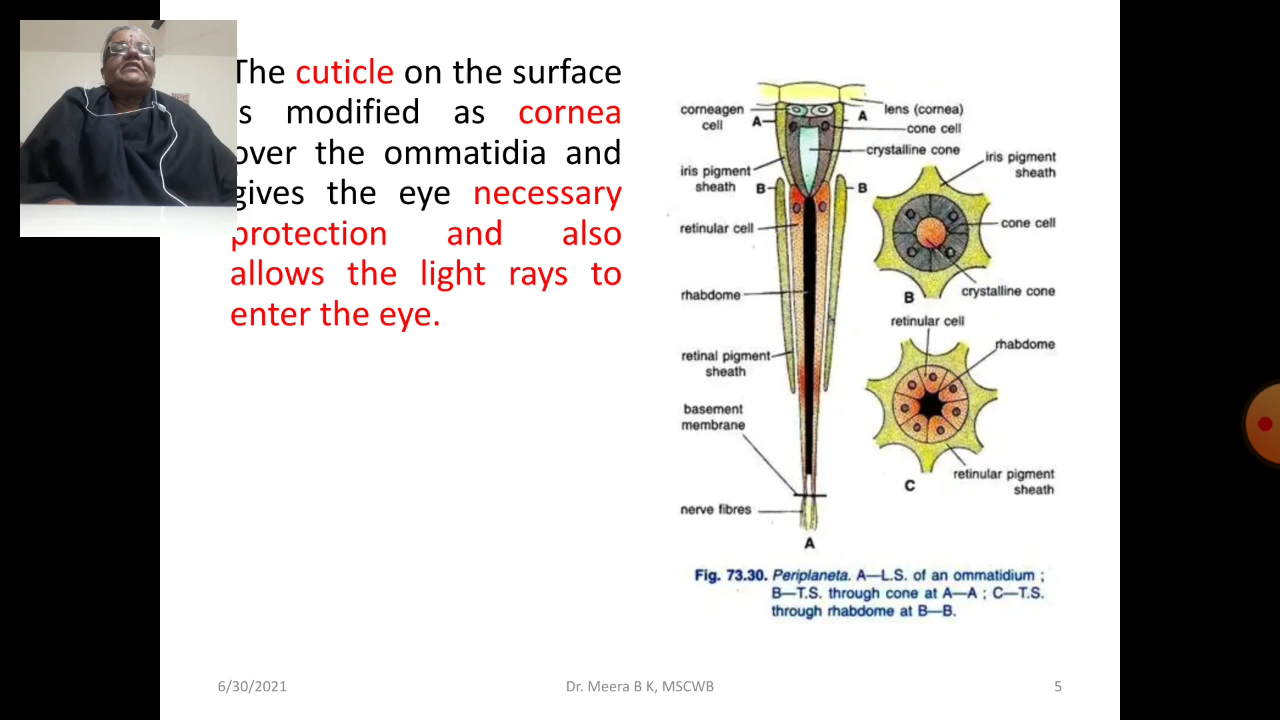 The cuticle on the surface
is modified as cornea
over the ommatidia and
gives the eye necessary
protection and also
allows the light rays to
enter the eye.
corneagen
cell
A
A
lens (cornea)
cone cell
crystalline cone
iris pigment
sheath
B
B
retinular cell
rhabdome
retinal pigment
sheath
basement
membrane
nerve fibres
A
iris pigment
sheath
cone cell
crystalline cone
B
retinular cell
rhabdome
retinular pigment
sheath
C
Fig. 73.30. Periplaneta. A—L.S. of an ommatidium ;
B—T.S. through cone at A—A ; C—T.S.
through rhabdome at B—B.
6/30/2021
Dr. Meera B K, MSCWB
5